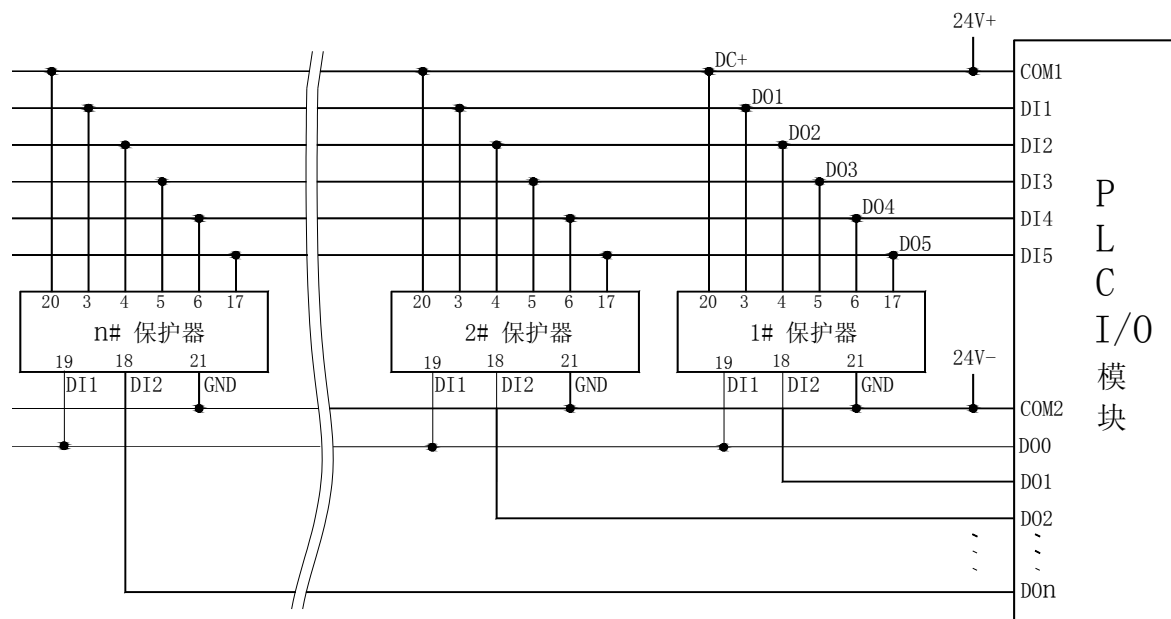 24V+
DC+
COM1
DO1
DI1
DO2
DI2
DO3
DI3
DO4
DI4
DO5
DI5
20 3 4 5 6 17
20 3 4 5 6 17
20 3 4 5 6 17
n# 保护器
2# 保护器
1# 保护器
19 18 21
19 18 21
19 18 21
DI1 DI2 GND
DI1 DI2 GND
DI1 DI2 GND
24V-
COM2
DO0
DO1
DO2
DOn
P
L
C
I/O
模
块